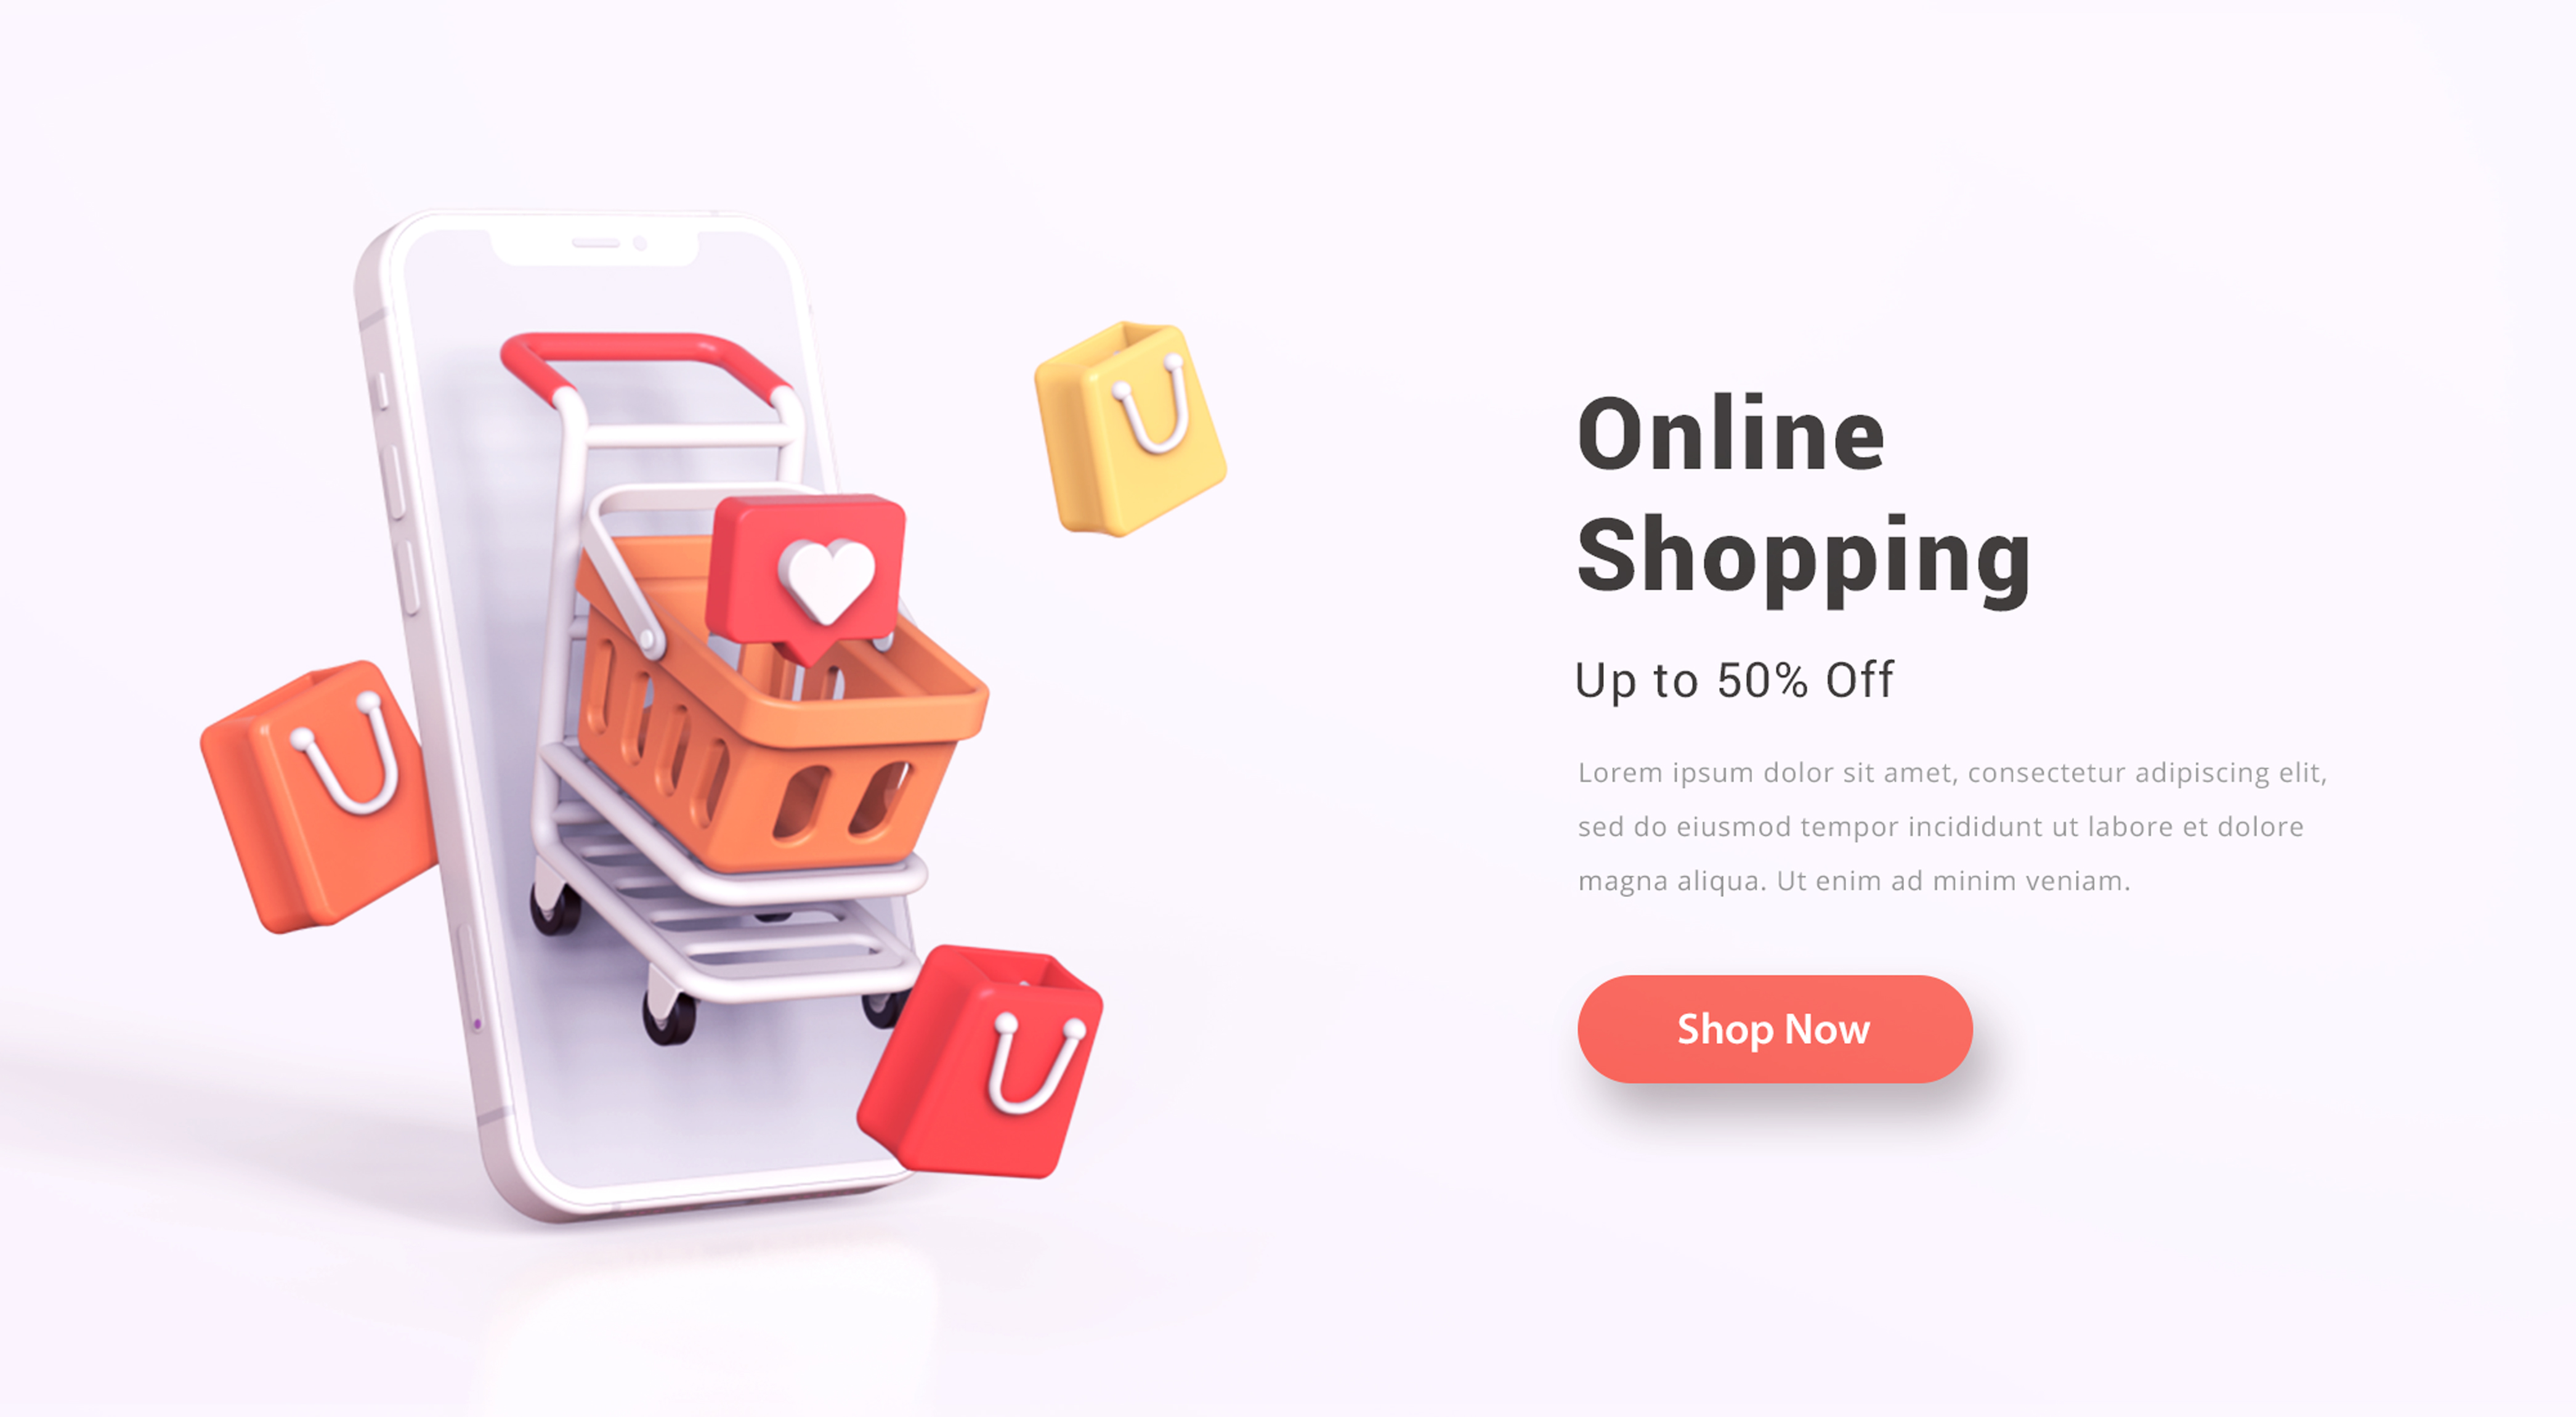 Online
Shopping
Up to 50% Off
Lorem ipsum dolor sit amet, consectetur adipiscing elit,
sed do eiusmod tempor incididunt ut labore et dolore
magna aliqua. Ut enim ad minim veniam.
Shop Now